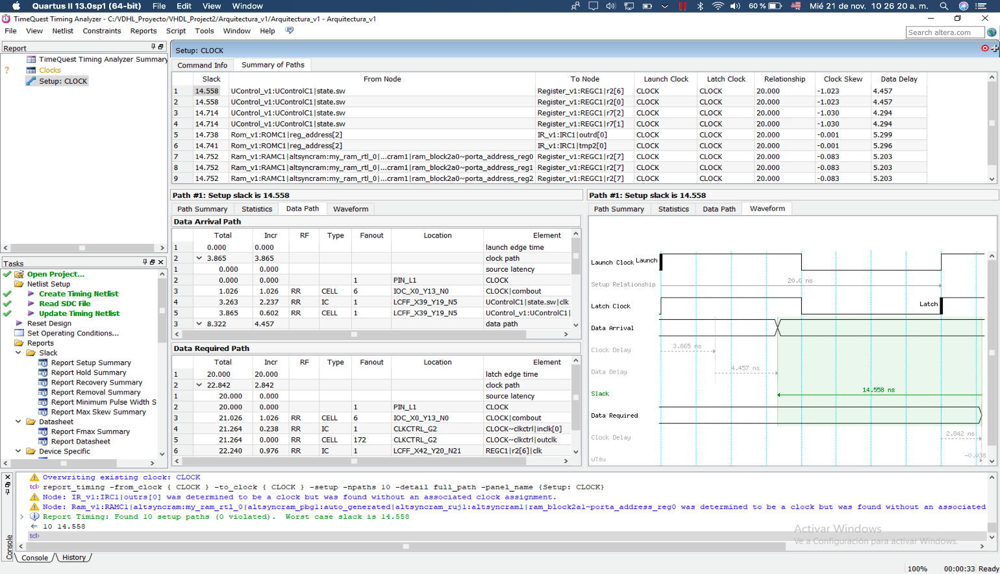 Quartus II 13.0sp1 (64-bit) File Edit View Window 60 % Mié 21 de nov. 10 26 20 a. m.
TimeQuest Timing Analyzer - C:/VDHL_Proyecto/VHDL_Project2/Arquitectura_v1/Arquitectura_v1 - Arquitectura_v1
File View Netlist Constraints Reports Script Tools Window Help Search altera.com
Report
TimeQuest Timing Analyzer Summary
? Clocks
Setup: CLOCK
Setup: CLOCK
Command Info Summary of Paths
Slack From Node To Node Launch Clock Latch Clock Relationship Clock Skew Data Delay
1 14.558 UControl_v1:UControlC1|state.sw Register_v1:REGC1|r2[6] CLOCK CLOCK 20.000 -1.023 4.457
2 14.558 UControl_v1:UControlC1|state.sw Register_v1:REGC1|r2[0] CLOCK CLOCK 20.000 -1.023 4.457
3 14.714 UControl_v1:UControlC1|state.sw Register_v1:REGC1|r7[2] CLOCK CLOCK 20.000 -1.030 4.294
4 14.714 UControl_v1:UControlC1|state.sw Register_v1:REGC1|r7[1] CLOCK CLOCK 20.000 -1.030 4.294
5 14.738 Rom_v1:ROMC1|reg_address[2] IR_v1:IRC1|outrd[0] CLOCK CLOCK 20.000 -0.001 5.299
6 14.741 Rom_v1:ROMC1|reg_address[2] IR_v1:IRC1|tmp2[0] CLOCK CLOCK 20.000 -0.001 5.296
7 14.752 Ram_v1:RAMC1|altsyncram:my_ram_rtl_0|...cram1|ram_block2a0~porta_address_reg0 Register_v1:REGC1|r2[7] CLOCK CLOCK 20.000 -0.083 5.203
8 14.752 Ram_v1:RAMC1|altsyncram:my_ram_rtl_0|...cram1|ram_block2a0~porta_address_reg1 Register_v1:REGC1|r2[7] CLOCK CLOCK 20.000 -0.083 5.203
9 14.752 Ram_v1:RAMC1|altsyncram:my_ram_rtl_0|...cram1|ram_block2a0~porta_address_reg2 Register_v1:REGC1|r2[7] CLOCK CLOCK 20.000 -0.083 5.203
Path #1: Setup slack is 14.558
Path Summary Statistics Data Path Waveform
Data Arrival Path
Total Incr RF Type Fanout Location Element
1 0.000 0.000 launch edge time
2 3.865 3.865 clock path
1 0.000 0.000 source latency
2 0.000 0.000 1 PIN_L1 CLOCK
3 1.026 1.026 RR CELL 6 IOC_X0_Y13_N0 CLOCK|combout
4 3.263 2.237 RR IC 1 LCFF_X39_Y19_N5 UControlC1|state.sw|clk
5 3.865 0.602 RR CELL 1 LCFF_X39_Y19_N5 UControl_v1:UControlC1|
3 8.322 4.457 data path
Data Required Path
Total Incr RF Type Fanout Location Element
1 20.000 20.000 latch edge time
2 22.842 2.842 clock path
1 20.000 0.000 source latency
2 20.000 0.000 1 PIN_L1 CLOCK
3 21.026 1.026 RR CELL 6 IOC_X0_Y13_N0 CLOCK|combout
4 21.264 0.238 RR IC 1 CLKCTRL_G2 CLOCK~clkctrl|inclk[0]
5 21.264 0.000 RR CELL 172 CLKCTRL_G2 CLOCK~clkctrl|outclk
6 22.240 0.976 RR IC 1 LCFF_X42_Y20_N21 REGC1|r2[6]|clk
Path #1: Setup slack is 14.558
Path Summary Statistics Data Path Waveform
Launch Clock Launch
Setup Relationship 20.0 ns
Latch Clock Latch
Data Arrival
Clock Delay 3.865 ns
Data Delay 4.457 ns
Slack 14.558 ns
Data Required
Clock Delay 2.842 ns
uTsu -0.038
Tasks
Open Project...
Netlist Setup
Create Timing Netlist
Read SDC File
Update Timing Netlist
Reset Design
Set Operating Conditions...
Reports
Slack
Report Setup Summary
Report Hold Summary
Report Recovery Summary
Report Removal Summary
Report Minimum Pulse Width S
Report Max Skew Summary
Datasheet
Report Fmax Summary
Report Datasheet
Device Specific
Overwriting existing clock: CLOCK
tcl> report_timing -from_clock { CLOCK } -to_clock { CLOCK } -setup -npaths 10 -detail full_path -panel_name {Setup: CLOCK}
Node: IR_v1:IRC1|outrs[0] was determined to be a clock but was found without an associated clock assignment.
Node: Ram_v1:RAMC1|altsyncram:my_ram_rtl_0|altsyncram_pbg1:auto_generated|altsyncram_ruj1:altsyncram1|ram_block2a1~porta_address_reg0 was determined to be a clock but was found without an associated
Report Timing: Found 10 setup paths (0 violated). Worst case slack is 14.558
10 14.558
tcl>
Console
Console History
Activar Windows
Ve a Configuración para activar Windows.
100% 00:00:33 Ready